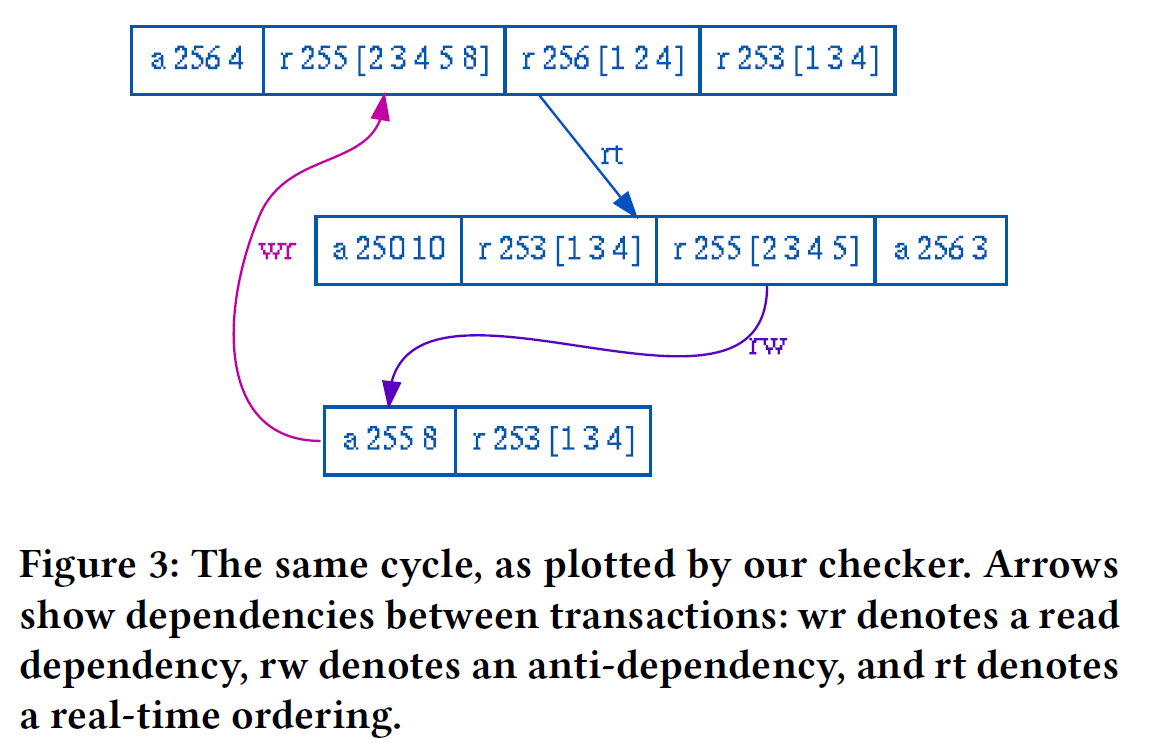 a 256 4 r 255 [2 3 4 5 8] r 256 [1 2 4] r 253 [1 3 4]
rt
wr
a 250 10 r 253 [1 3 4] r 255 [2 3 4 5] a 256 3
rw
a 255 8 r 253 [1 3 4]
Figure 3: The same cycle, as plotted by our checker. Arrows
show dependencies between transactions: wr denotes a read
dependency, rw denotes an anti-dependency, and rt denotes
a real-time ordering.